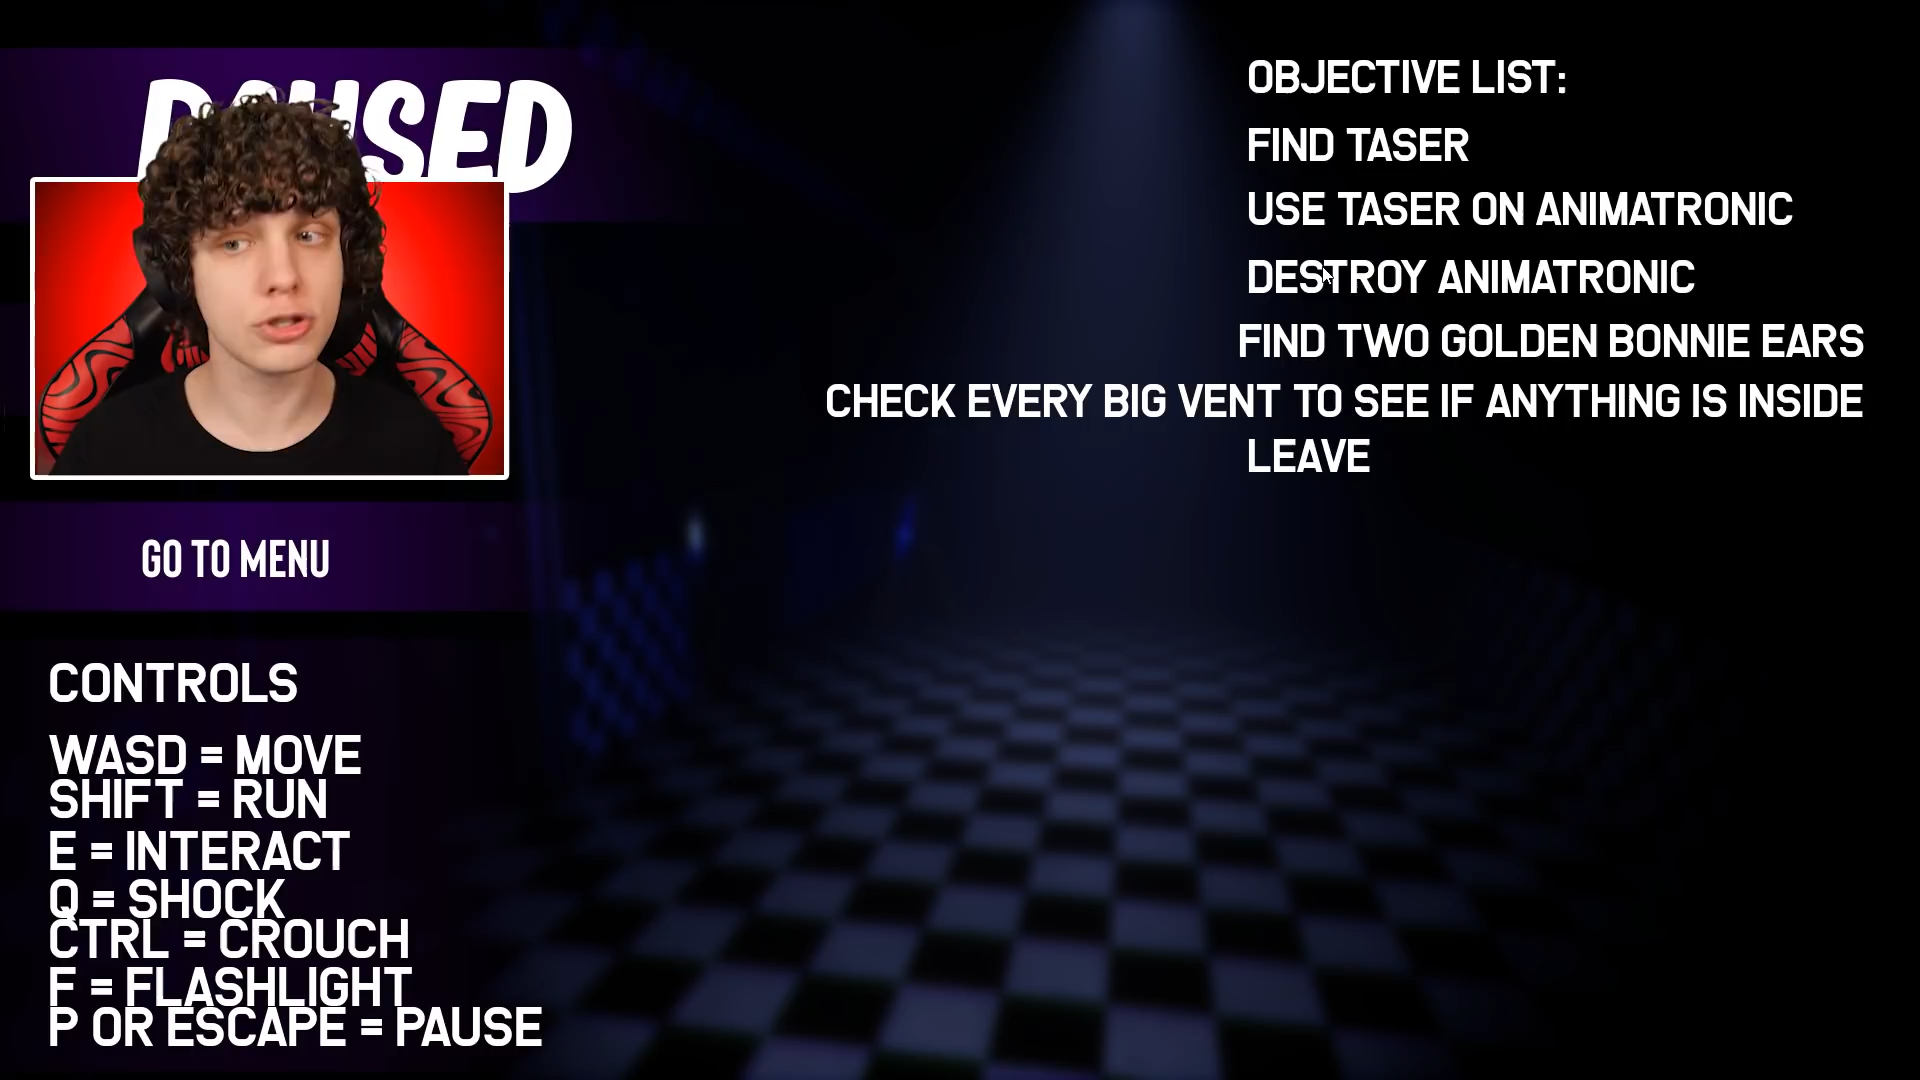 PAUSED
OBJECTIVE LIST:
FIND TASER
USE TASER ON ANIMATRONIC
DESTROY ANIMATRONIC
FIND TWO GOLDEN BONNIE EARS
CHECK EVERY BIG VENT TO SEE IF ANYTHING IS INSIDE
LEAVE
GO TO MENU
CONTROLS
WASD = MOVE
SHIFT = RUN
E = INTERACT
Q = SHOCK
CTRL = CROUCH
F = FLASHLIGHT
P OR ESCAPE = PAUSE